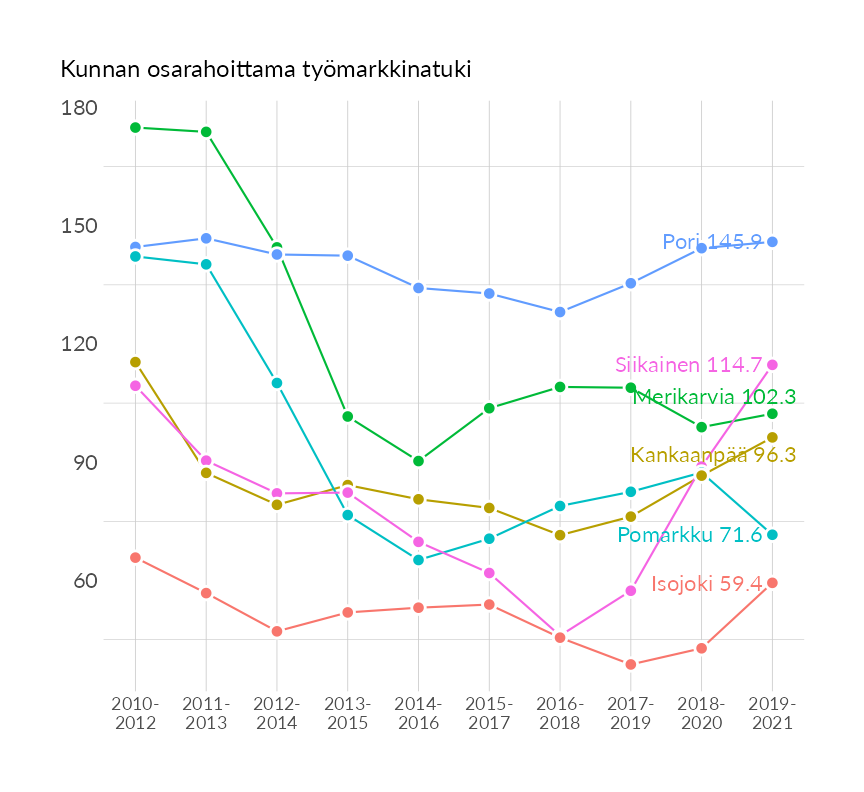 Kunnan osarahoittama työmarkkinatuki
180
150
Pori 145.9
120
Siikainen 114.7
Merikarvia 102.3
90
Kankaanpää 96.3
Pomarkku 71.6
60
Isojoki 59.4
2010- 2011- 2012- 2013- 2014- 2015- 2016- 2017- 2018- 2019-
2012 2013 2014 2015 2016 2017 2018 2019 2020 2021